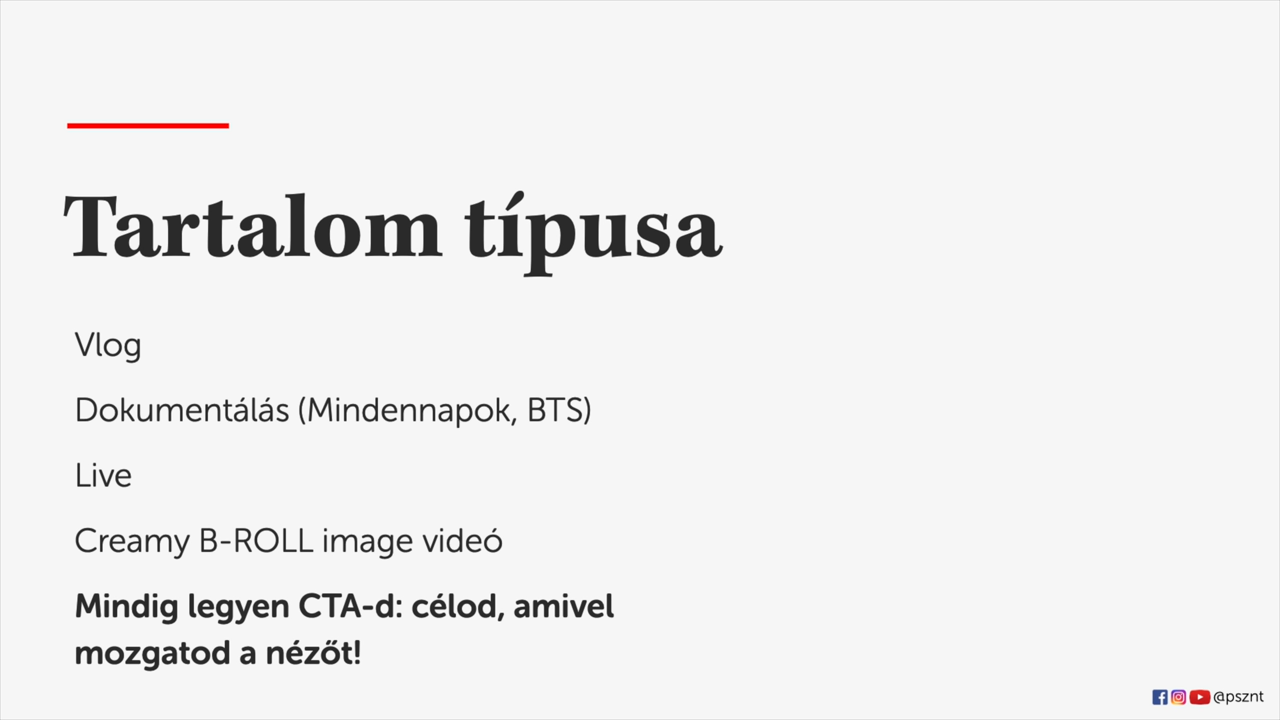 Tartalom típusa
Vlog
Dokumentálás (Mindennapok, BTS)
Live
Creamy B-ROLL image videó
Mindig legyen CTA-d: célod, amivel
mozgatod a nézőt!
@psznt